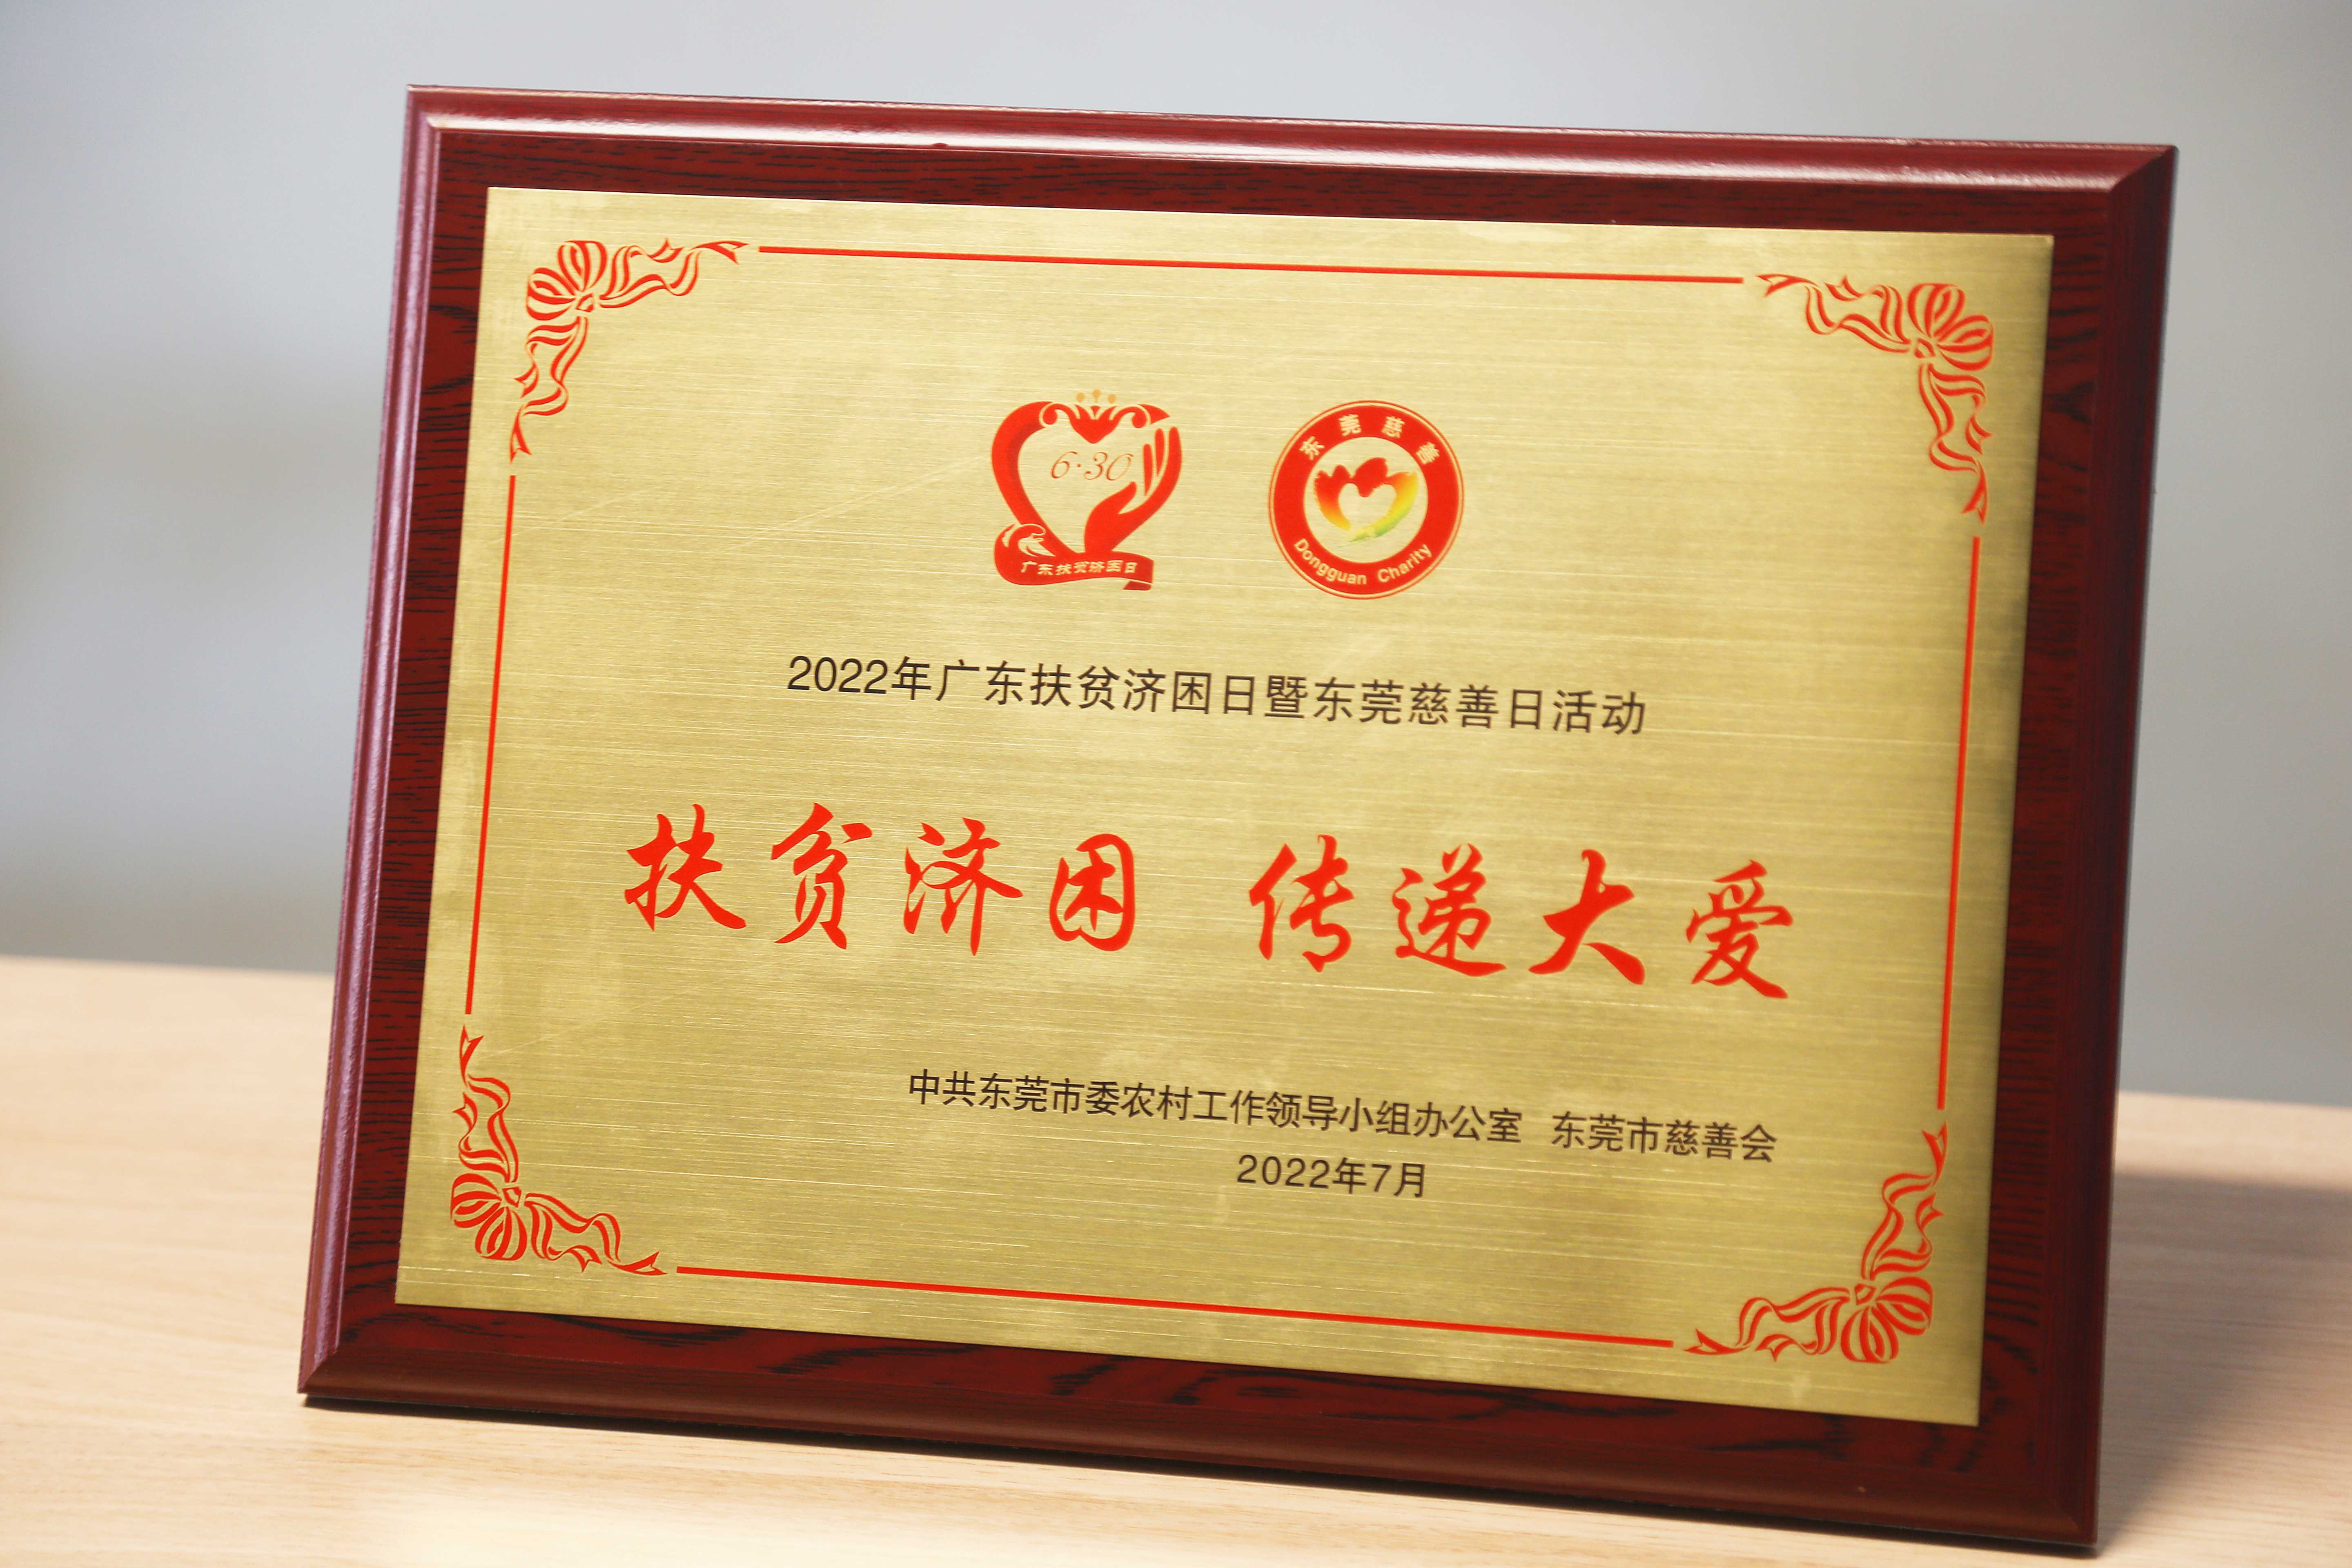 6·30
广东扶贫济困日
东莞慈善
Dongguan Charity
2022年广东扶贫济困日暨东莞慈善日活动
扶贫济困 传递大爱
中共东莞市委农村工作领导小组办公室 东莞市慈善会
2022年7月